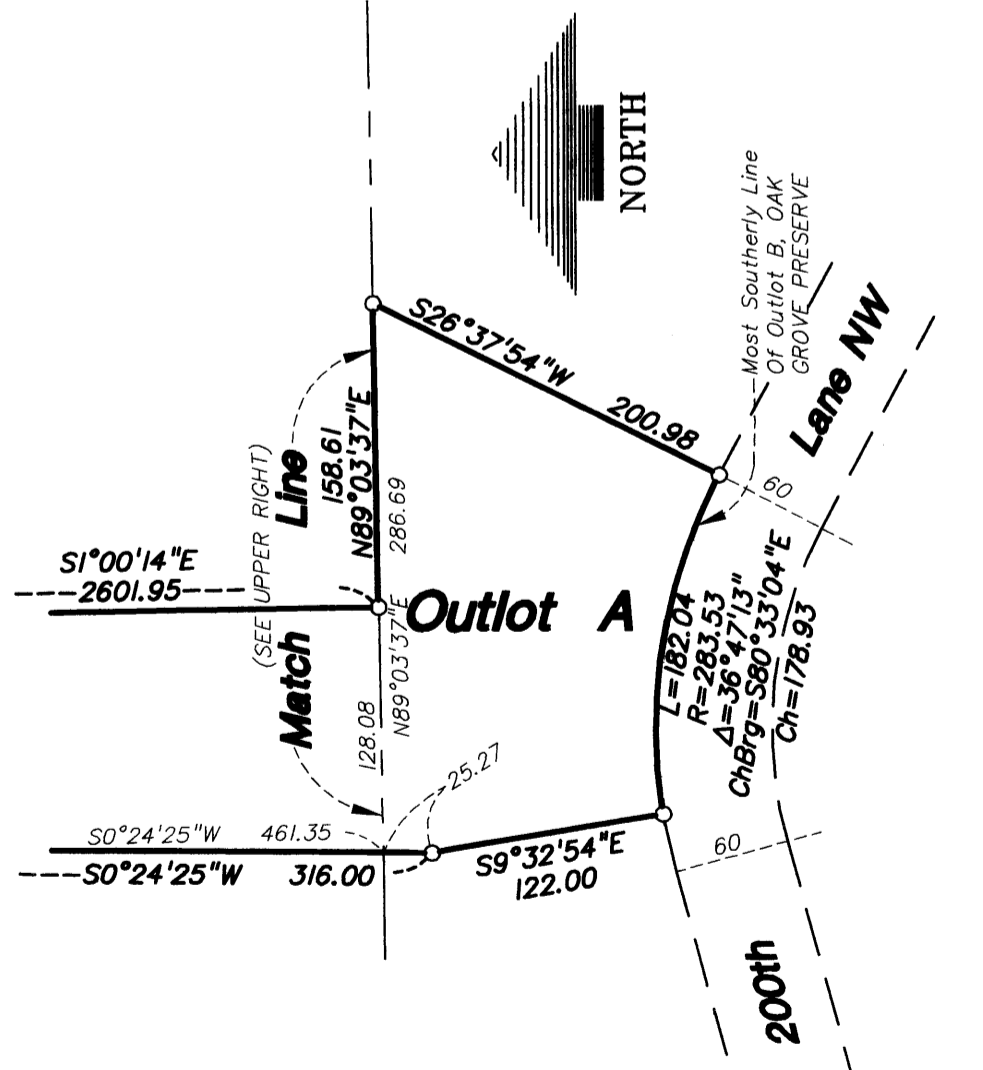 NORTH
Most Southerly Line
Of Outlot B, OAK
GROVE PRESERVE
S26°37'54"W
200.98
Lane NW
60
158.61
N89°03'37"E
286.69
Line
(SEE UPPER RIGHT)
Match
S1°00'14"E
2601.95
Outlot A
N89°03'37"E
128.08
L=182.04
R=283.53
Δ=36°47'13"
ChBrg=S80°33'04"E
Ch=178.93
25.27
S0°24'25"W 461.35
S0°24'25"W 316.00
S9°32'54"E
122.00
60
200th